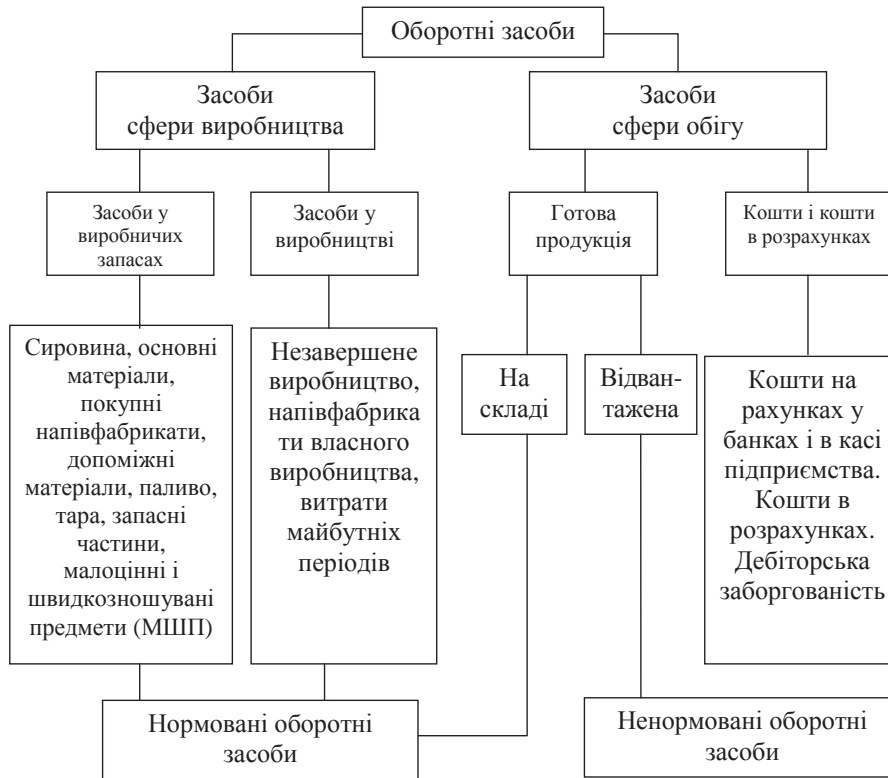 Оборотні засоби
Засоби
сфери виробництва
Засоби
сфери обігу
Засоби у
виробничих
запасах
Засоби у
виробництві
Готова
продукція
Кошти і кошти
в розрахунках
Сировина, основні
матеріали,
покупні
напівфабрикати,
допоміжні
матеріали, паливо,
тара, запасні
частини,
малоцінні і
швидкозношувані
предмети (МШП)
Незавершене
виробництво,
напівфабрика
ти власного
виробництва,
витрати
майбутніх
періодів
На
складі
Відван-
тажена
Кошти на
рахунках у
банках і в касі
підприємства.
Кошти в
розрахунках.
Дебіторська
заборгованість
Нормовані оборотні
засоби
Ненормовані оборотні
засоби